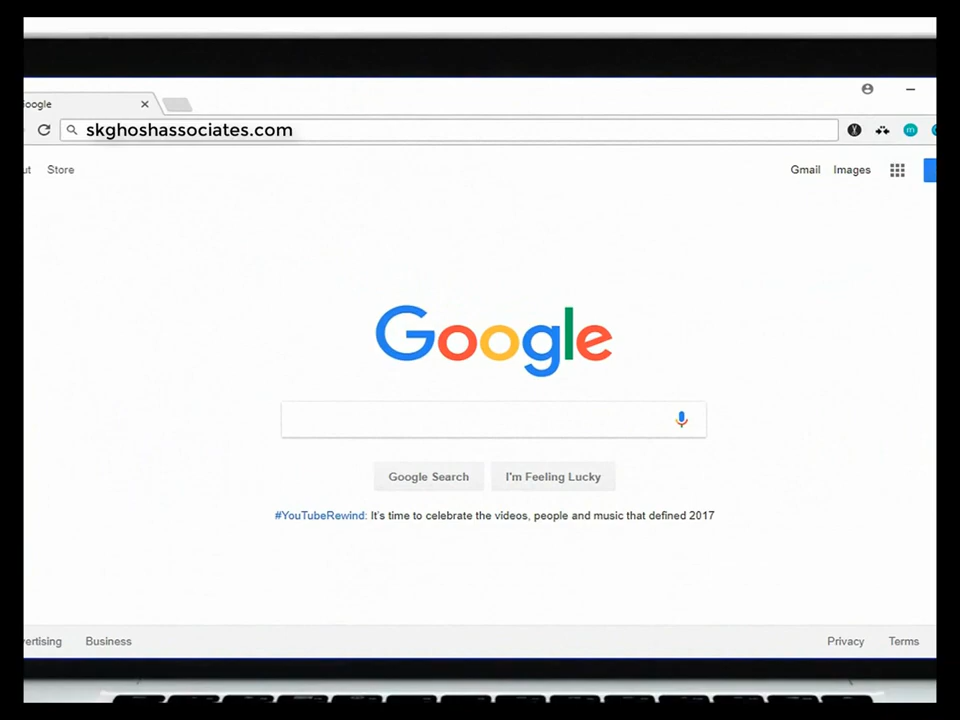 oogle
skghoshassociates.com
ut Store Gmail Images
Google
Google Search I'm Feeling Lucky
#YouTubeRewind: It's time to celebrate the videos, people and music that defined 2017
ertising Business Privacy Terms